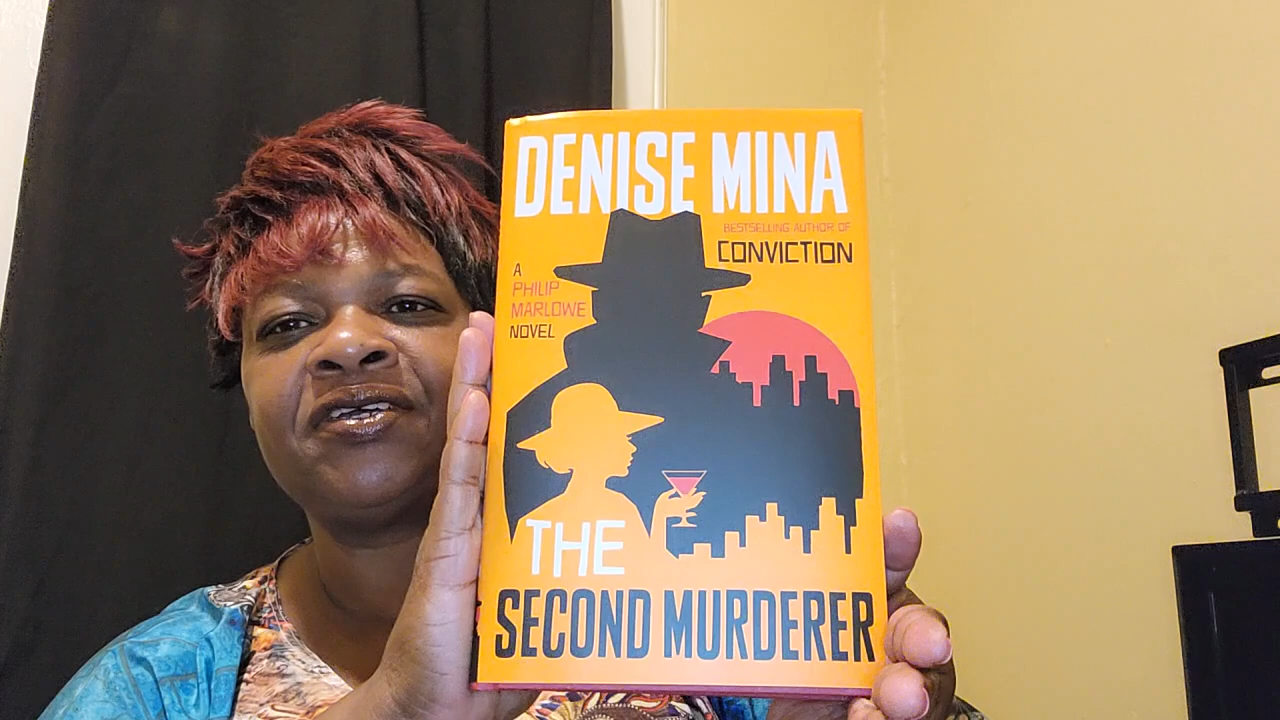 DENISE MINA
BESTSELLING AUTHOR OF
CONVICTION
A
PHILIP
MARLOWE
NOVEL
THE
SECOND MURDERER